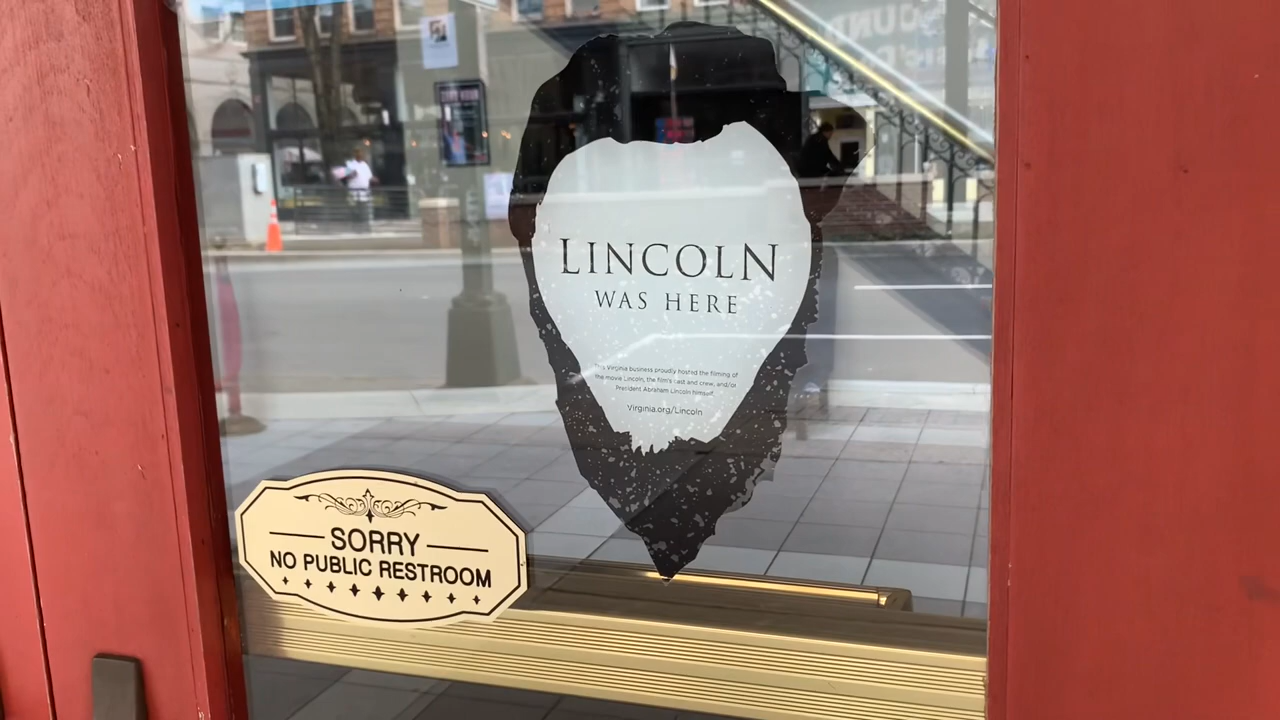 LINCOLN
WAS HERE
This Virginia business proudly hosted the filming of
the movie Lincoln, the film's cast and crew, and/or
President Abraham Lincoln himself.
Virginia.org/Lincoln
SORRY
NO PUBLIC RESTROOM